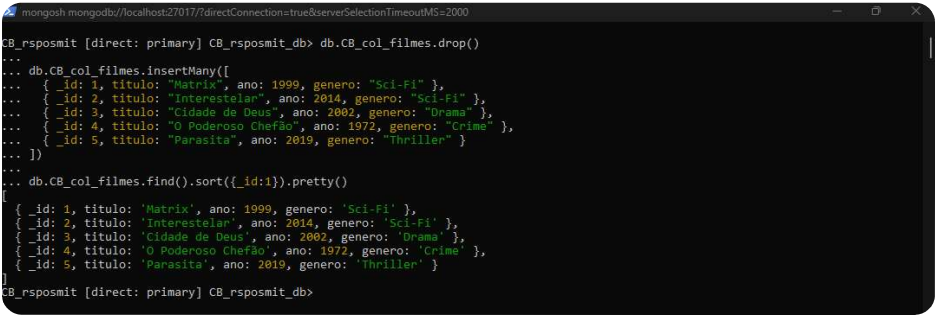 mongosh mongodb://localhost:27017/?directConnection=true&serverSelectionTimeoutMS=2000
CB_rsposmit [direct: primary] CB_rsposmit_db> db.CB_col_filmes.drop()
...
... db.CB_col_filmes.insertMany([
...   { _id: 1, titulo: "Matrix", ano: 1999, genero: "Sci-Fi" },
...   { _id: 2, titulo: "Interestelar", ano: 2014, genero: "Sci-Fi" },
...   { _id: 3, titulo: "Cidade de Deus", ano: 2002, genero: "Drama" },
...   { _id: 4, titulo: "O Poderoso Chefão", ano: 1972, genero: "Crime" },
...   { _id: 5, titulo: "Parasita", ano: 2019, genero: "Thriller" }
... ])
...
... db.CB_col_filmes.find().sort({_id:1}).pretty()
[
  { _id: 1, titulo: 'Matrix', ano: 1999, genero: 'Sci-Fi' },
  { _id: 2, titulo: 'Interestelar', ano: 2014, genero: 'Sci-Fi' },
  { _id: 3, titulo: 'Cidade de Deus', ano: 2002, genero: 'Drama' },
  { _id: 4, titulo: 'O Poderoso Chefão', ano: 1972, genero: 'Crime' },
  { _id: 5, titulo: 'Parasita', ano: 2019, genero: 'Thriller' }
]
CB_rsposmit [direct: primary] CB_rsposmit_db>